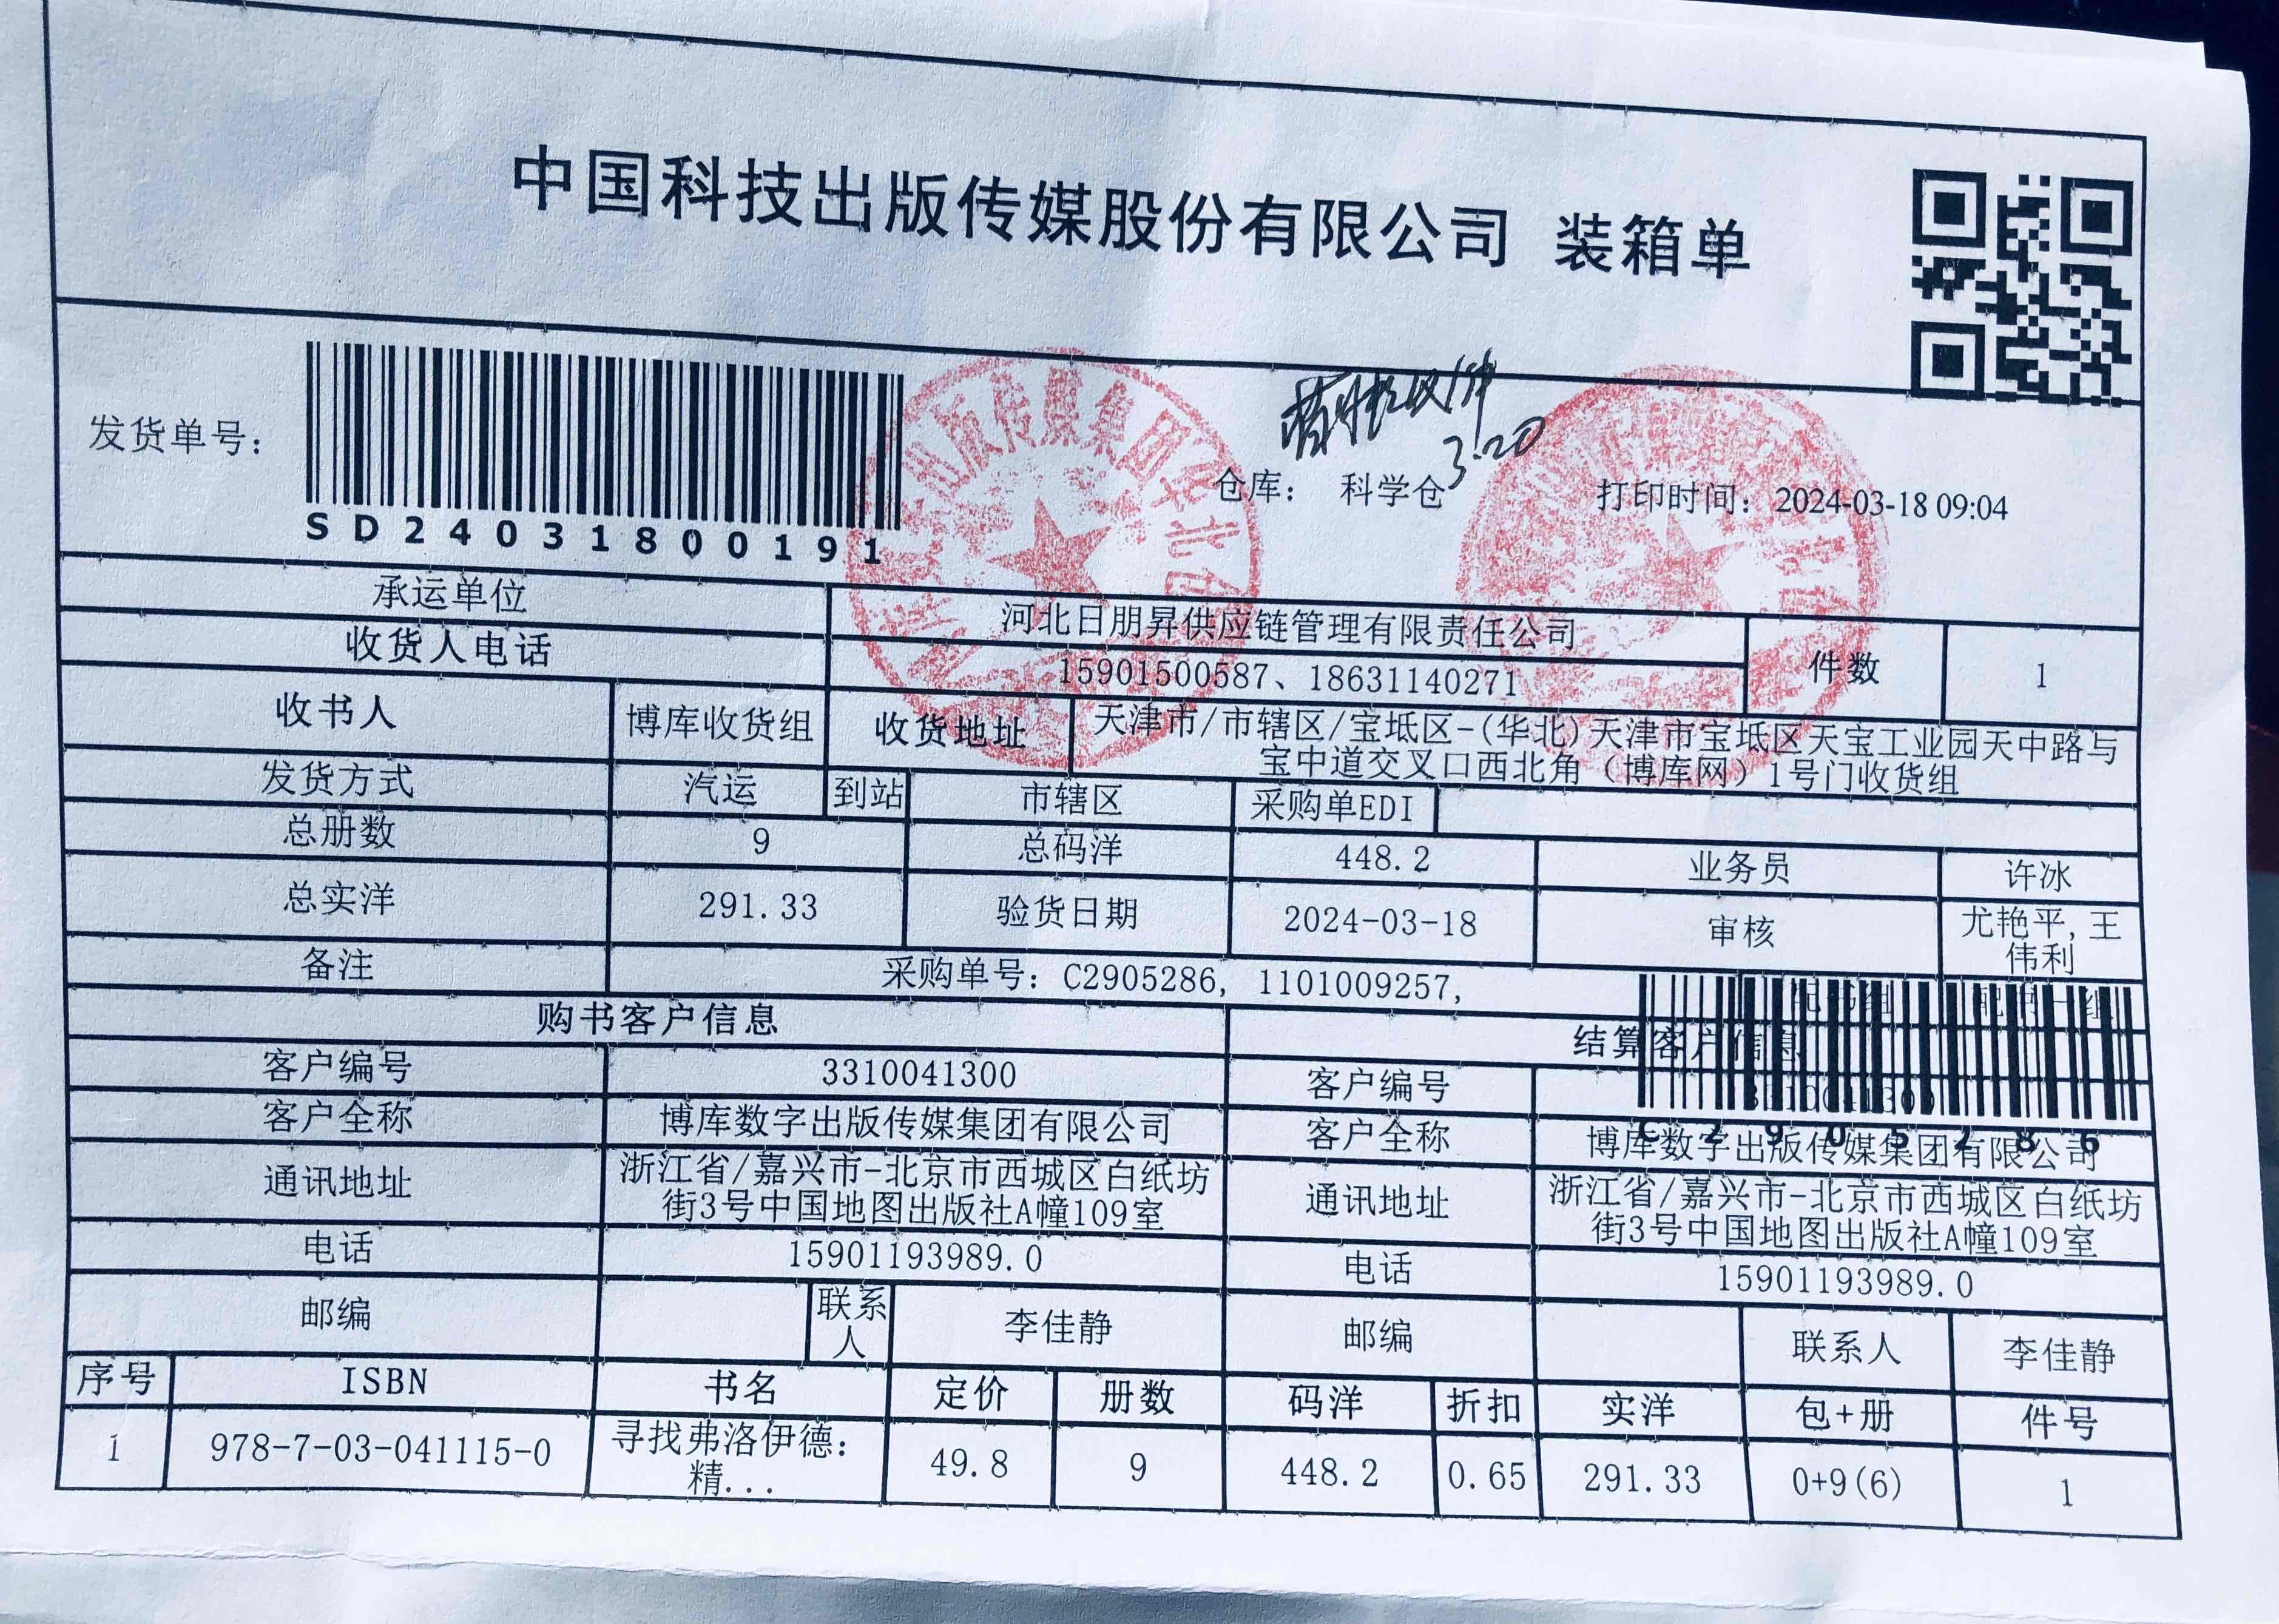 中国科技出版传媒股份有限公司 装箱单
发货单号：
SD24031800191
出版传媒集团华北
3.20
仓库： 科学仓
打印时间：2024-03-18 09:04
承运单位 河北日朋昇供应链管理有限责任公司
收货人电话 15901500587、18631140271 件数 1
收书人 博库收货组 收货地址 天津市/市辖区/宝坻区-(华北)天津市宝坻区天宝工业园天中路与
宝中道交叉口西北角（博库网）1号门收货组
发货方式 汽运 到站 市辖区 采购单EDI
总册数 9 总码洋 448.2 业务员 许冰
总实洋 291.33 验货日期 2024-03-18 审核 尤艳平,王
伟利
备注 采购单号：C2905286, 1101009257,
购书客户信息 结算客户信息
客户编号 3310041300 客户编号
C2905286
客户全称 博库数字出版传媒集团有限公司 客户全称 博库数字出版传媒集团有限公司
通讯地址 浙江省/嘉兴市-北京市西城区白纸坊
街3号中国地图出版社A幢109室
通讯地址 浙江省/嘉兴市-北京市西城区白纸坊
街3号中国地图出版社A幢109室
电话 15901193989.0 电话 15901193989.0
邮编 联系
人 李佳静 邮编 联系人 李佳静
序号 ISBN 书名 定价 册数 码洋 折扣 实洋 包+册 件号
1 978-7-03-041115-0 寻找弗洛伊德：
精... 49.8 9 448.2 0.65 291.33 0+9(6) 1